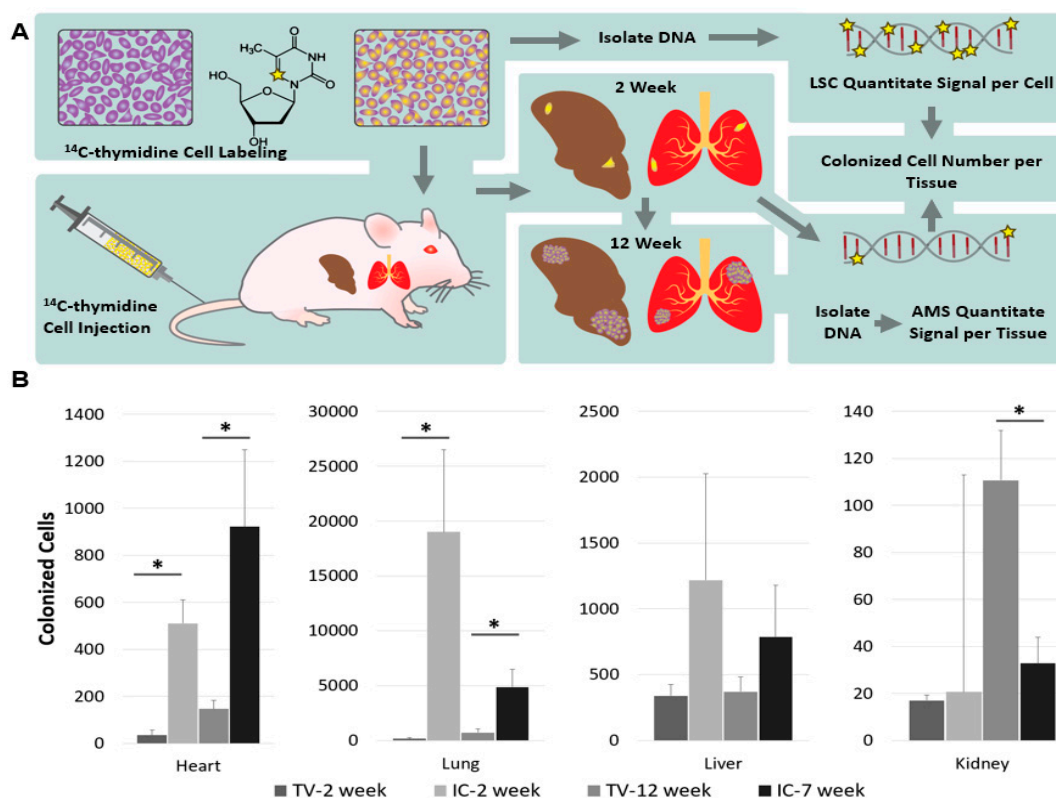 A
CH₃
O
NH
HO
N
O
O
OH
¹⁴C-thymidine Cell Labeling
Isolate DNA
LSC Quantitate Signal per Cell
2 Week
Colonized Cell Number per
Tissue
¹⁴C-thymidine
Cell Injection
12 Week
Isolate
DNA
AMS Quantitate
Signal per Tissue
B
Colonized Cells
1400
1200
1000
800
600
400
200
0
*
*
Heart
30000
25000
20000
15000
10000
5000
0
*
*
Lung
2500
2000
1500
1000
500
0
Liver
140
120
100
80
60
40
20
0
*
Kidney
TV-2 week IC-2 week TV-12 week IC-7 week